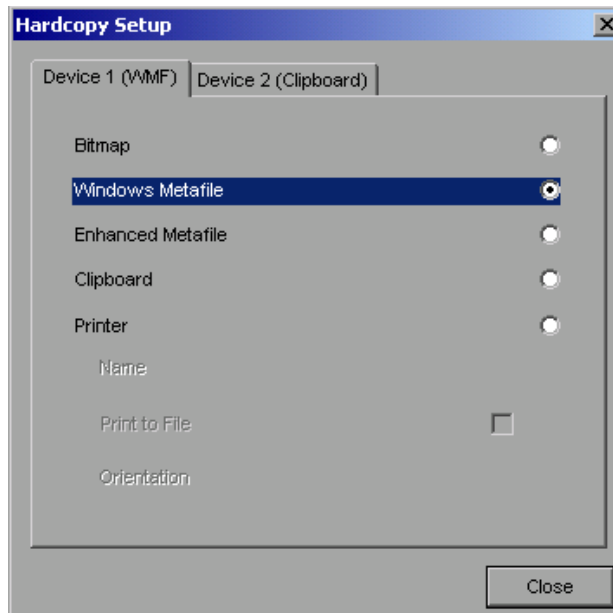 Hardcopy Setup
Device 1 (WMF) Device 2 (Clipboard)
Bitmap
Windows Metafile
Enhanced Metafile
Clipboard
Printer
Name
Print to File
Orientation
Close